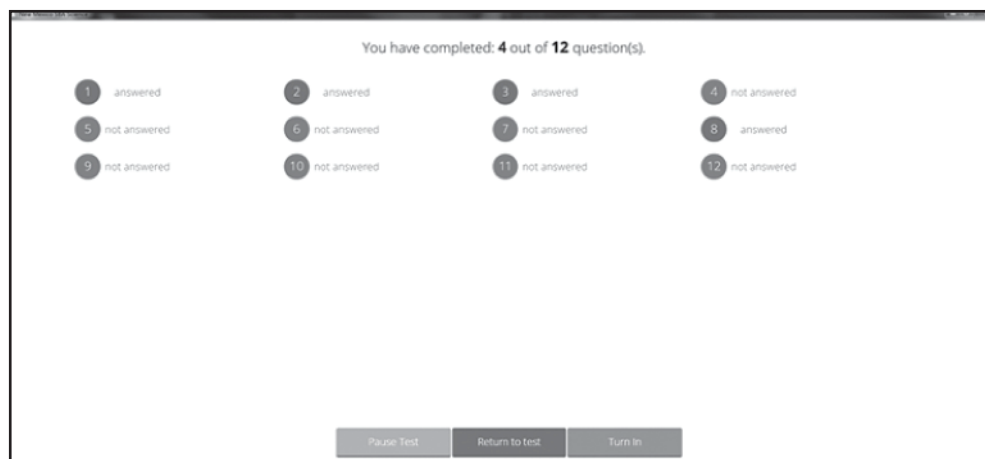 You have completed: 4 out of 12 question(s).
1 answered 2 answered 3 answered 4 not answered
5 not answered 6 not answered 7 not answered 8 answered
9 not answered 10 not answered 11 not answered 12 not answered
Pause Test Return to test Turn In